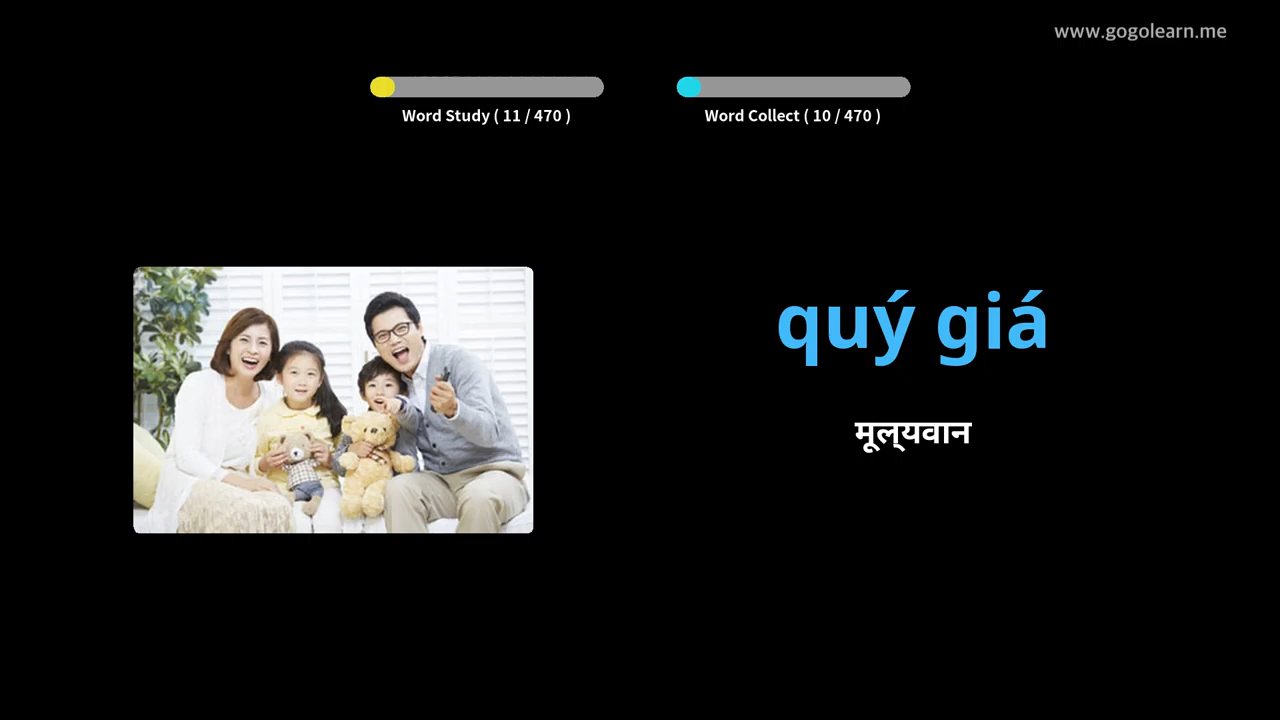 www.gogolearn.me
Word Study ( 11 / 470 )
Word Collect ( 10 / 470 )
quý giá
मूल्यवान